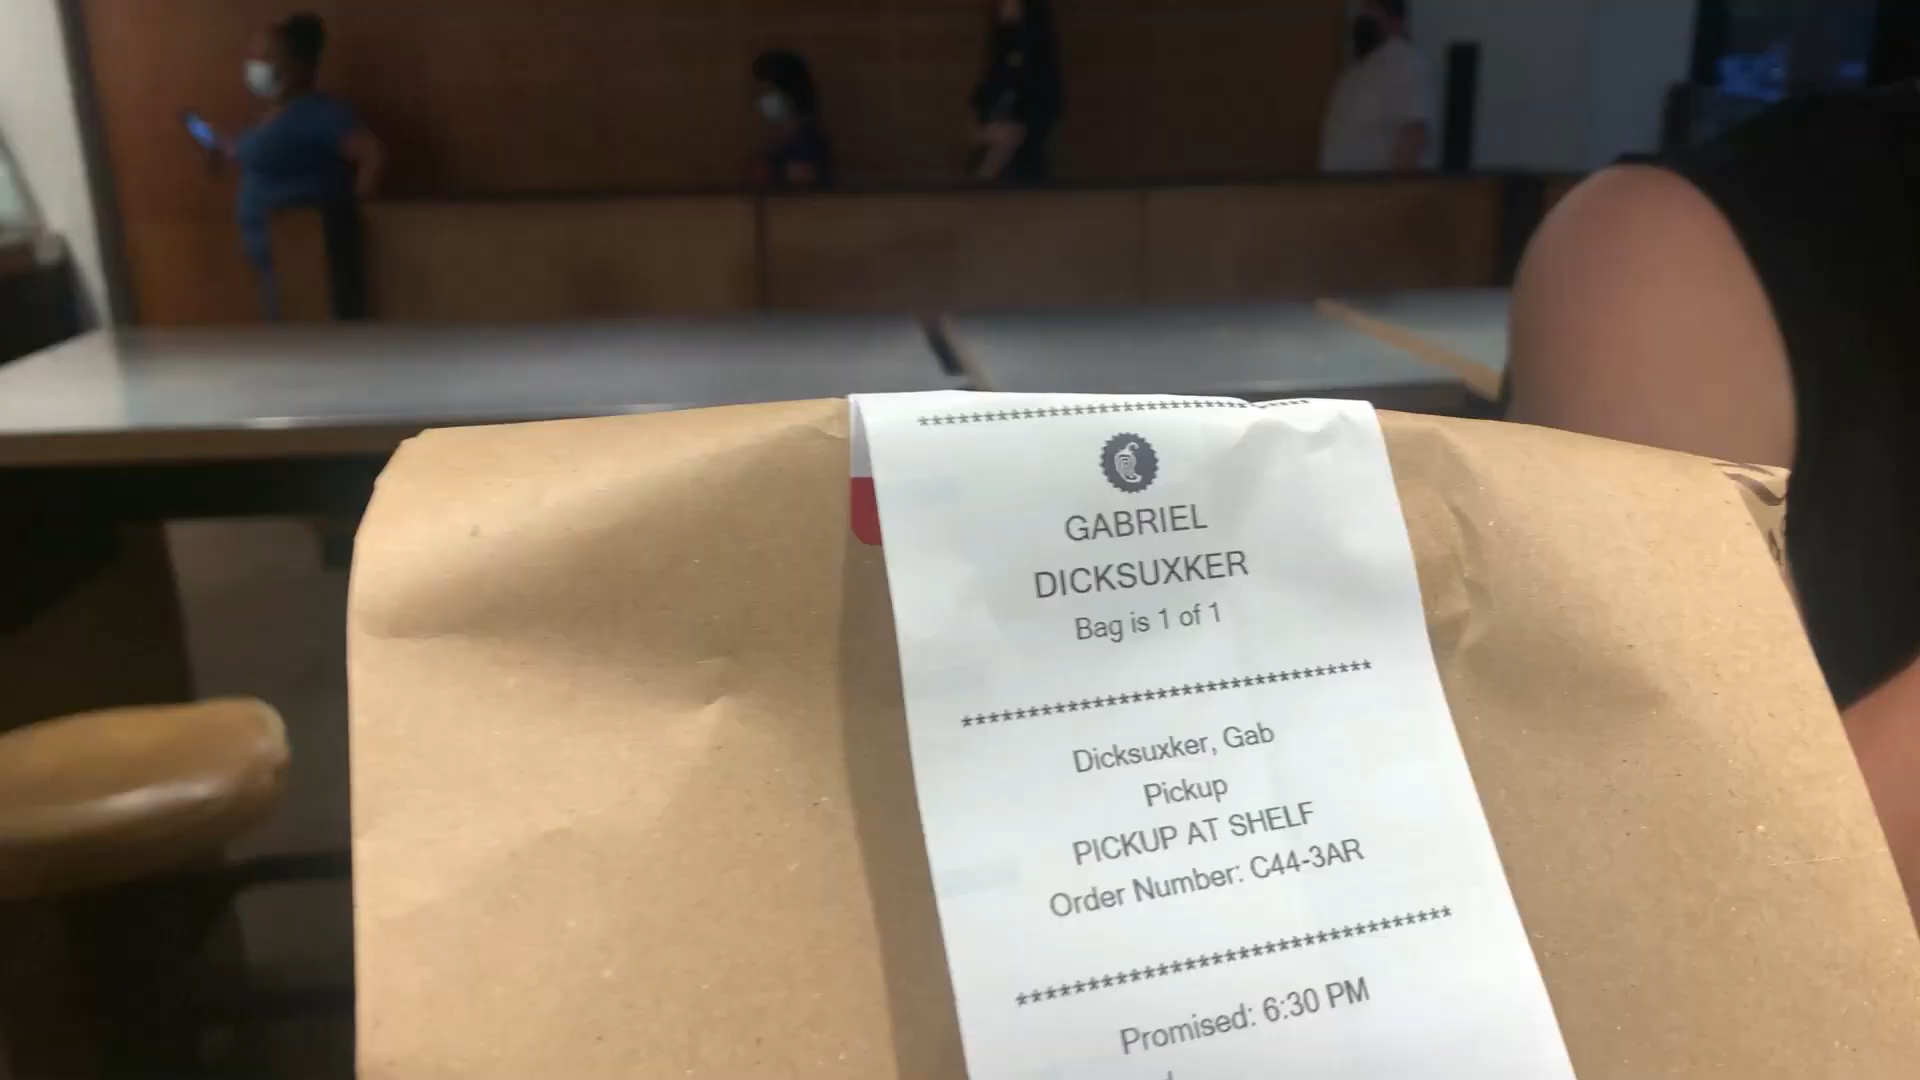 *****************************
GABRIEL
DICKSUXKER
Bag is 1 of 1
*****************************
Dicksuxker, Gab
Pickup
PICKUP AT SHELF
Order Number: C44-3AR
*****************************
Promised: 6:30 PM